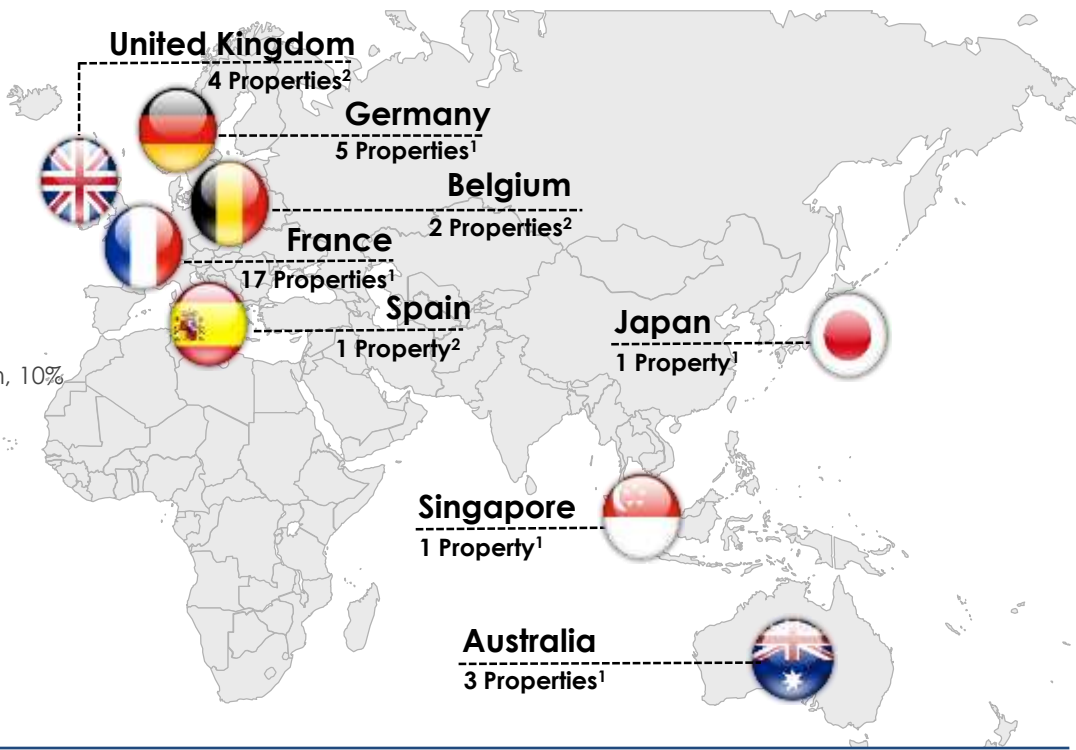 United Kingdom
4 Properties²
Germany
5 Properties¹
Belgium
2 Properties²
France
17 Properties¹
Spain
1 Property²
Japan
1 Property¹
10%
Singapore
1 Property¹
Australia
3 Properties¹